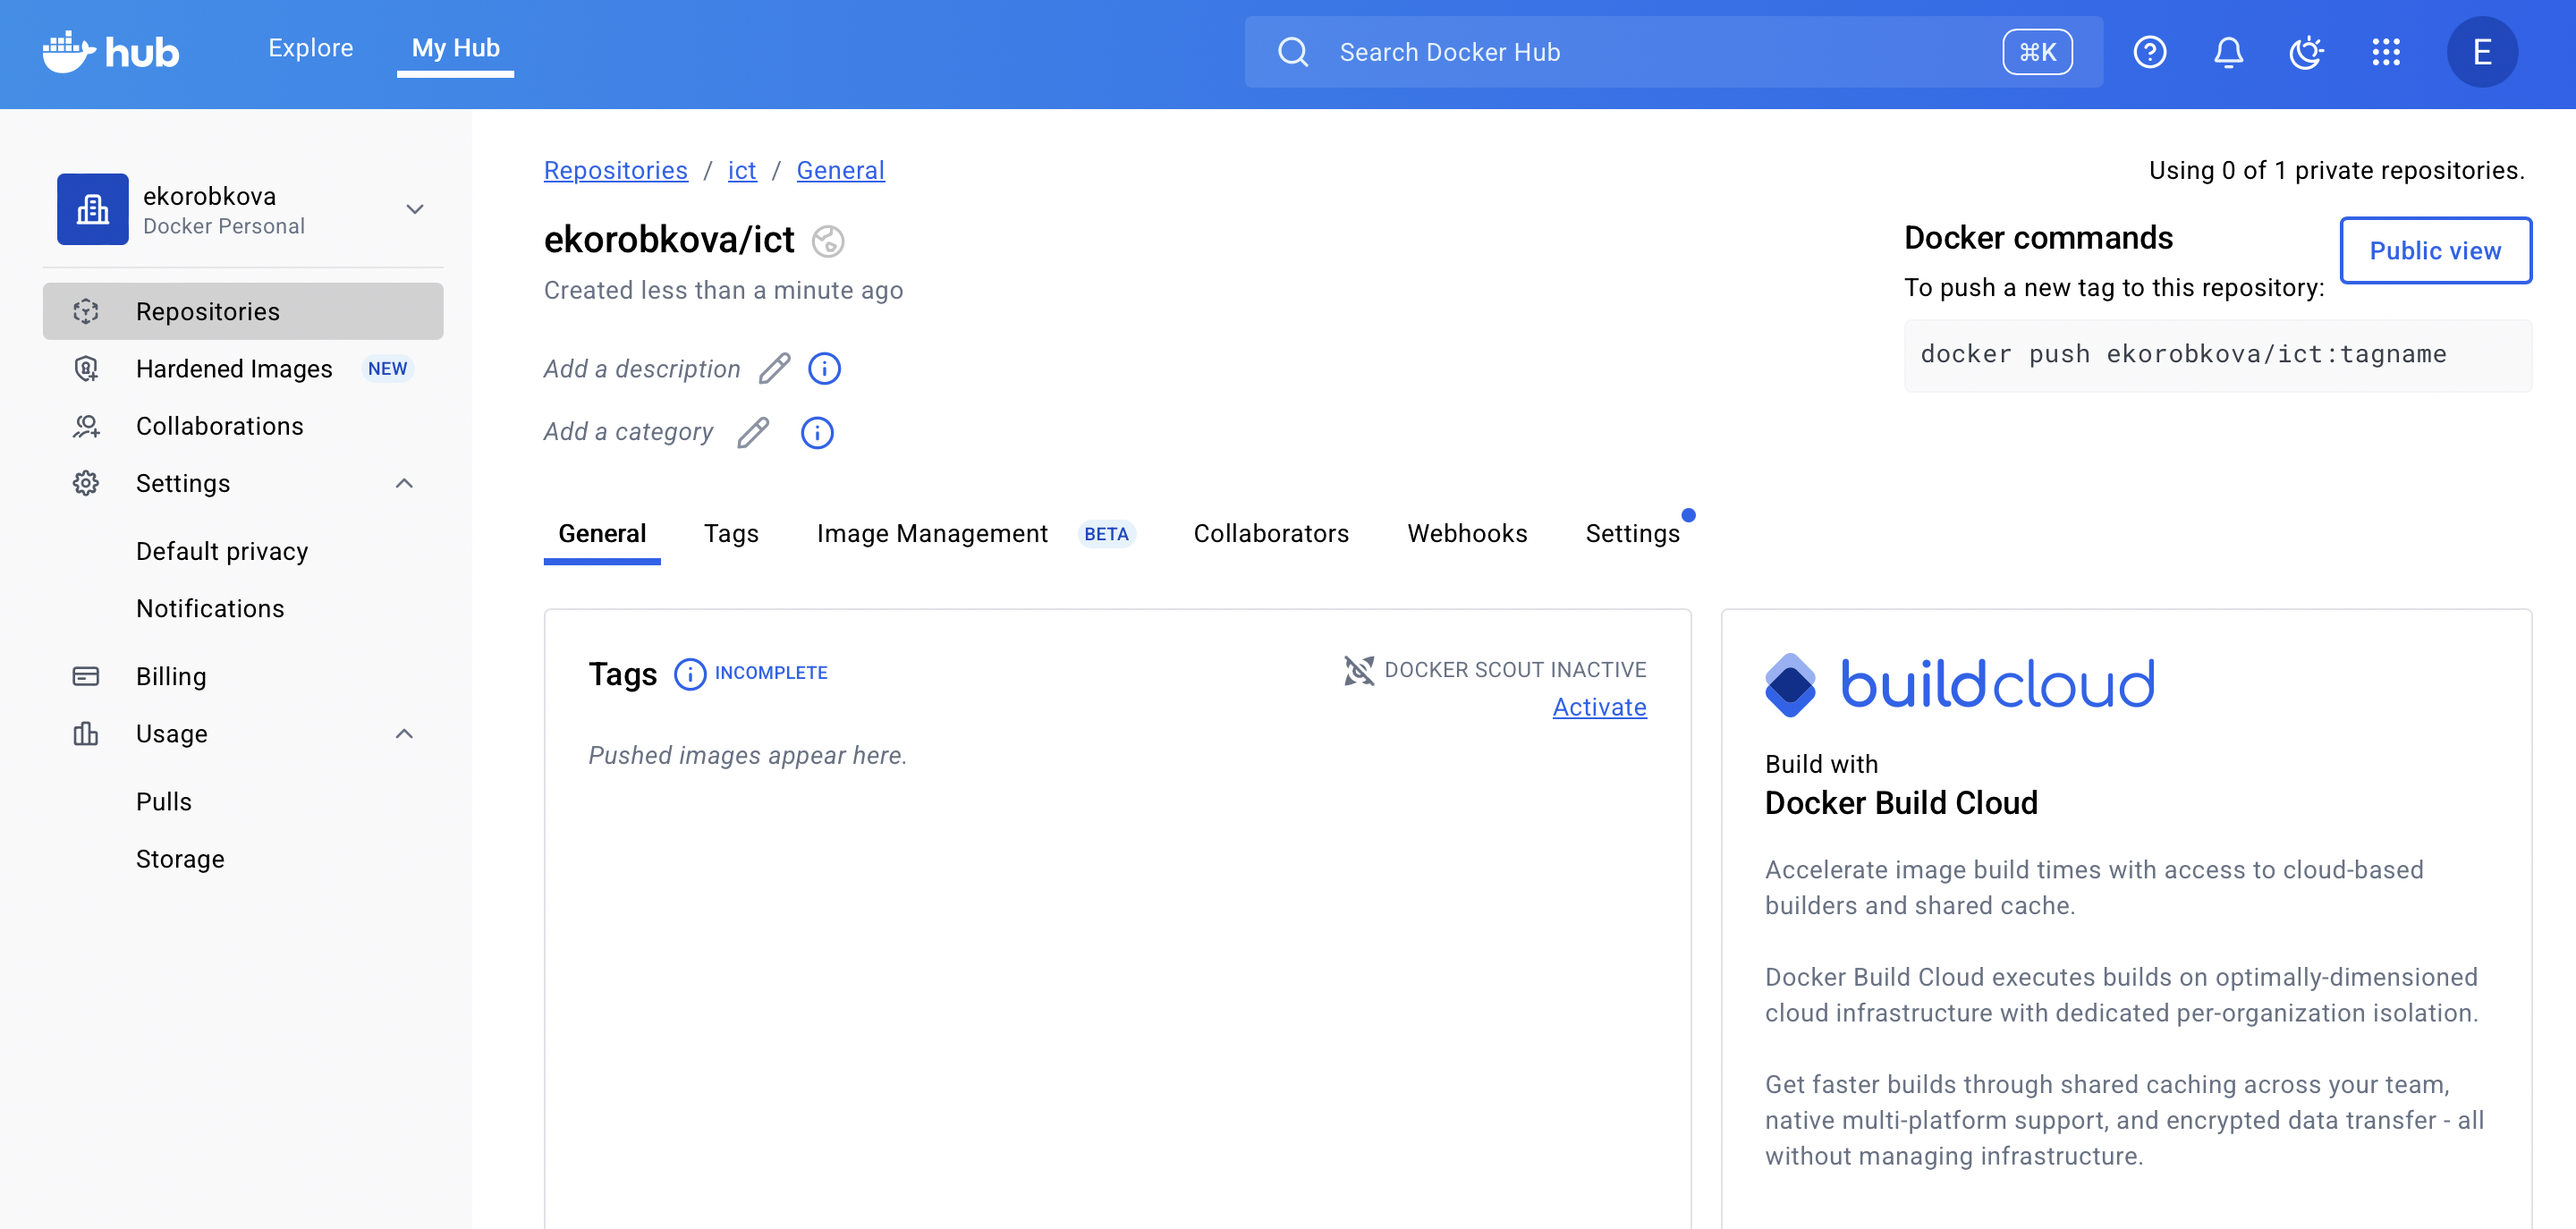 hub
Explore
My Hub
Search Docker Hub
⌘K
E
ekorobkova
Docker Personal
Repositories
Hardened Images NEW
Collaborations
Settings
Default privacy
Notifications
Billing
Usage
Pulls
Storage
Repositories / ict / General
Using 0 of 1 private repositories.
ekorobkova/ict
Created less than a minute ago
Add a description
Add a category
Docker commands
Public view
To push a new tag to this repository:
docker push ekorobkova/ict:tagname
General
Tags
Image Management BETA
Collaborators
Webhooks
Settings
Tags INCOMPLETE
DOCKER SCOUT INACTIVE
Activate
Pushed images appear here.
buildcloud
Build with
Docker Build Cloud
Accelerate image build times with access to cloud-based
builders and shared cache.
Docker Build Cloud executes builds on optimally-dimensioned
cloud infrastructure with dedicated per-organization isolation.
Get faster builds through shared caching across your team,
native multi-platform support, and encrypted data transfer - all
without managing infrastructure.